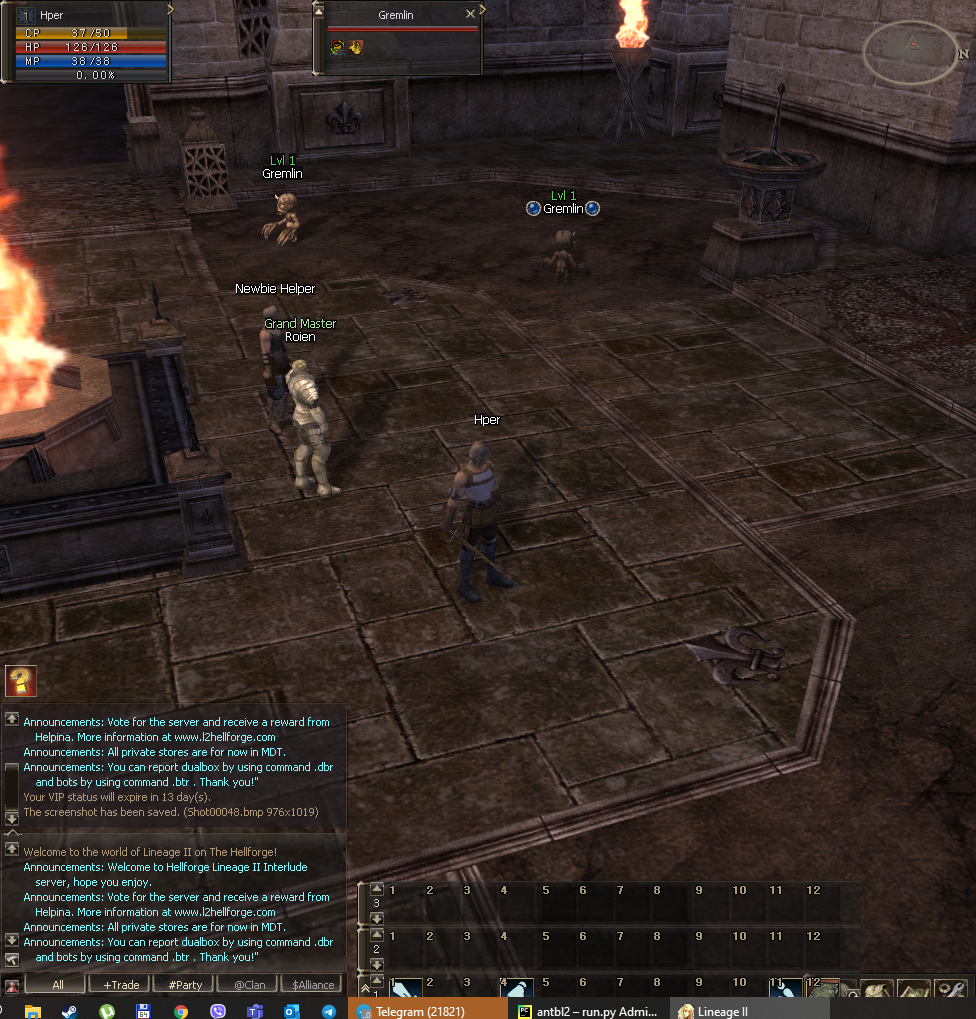 1 Hper
CP 37/50
HP 126/126
MP 38/38
0.00%
Gremlin
N
Lvl 1
Gremlin
Lvl 1
Gremlin
Newbie Helper
Grand Master
Roien
Hper
Announcements: Vote for the server and receive a reward from
Helpina. More information at www.l2hellforge.com
Announcements: All private stores are for now in MDT.
Announcements: You can report dualbox by using command .dbr
and bots by using command .btr . Thank you!"
Your VIP status will expire in 13 day(s).
The screenshot has been saved. (Shot00048.bmp 976x1019)
Welcome to the world of Lineage II on The Hellforge!
Announcements: Welcome to Hellforge Lineage II Interlude
server, hope you enjoy.
Announcements: Vote for the server and receive a reward from
Helpina. More information at www.l2hellforge.com
Announcements: All private stores are for now in MDT.
Announcements: You can report dualbox by using command .dbr
and bots by using command .btr . Thank you!"
3 1 2 3 4 5 6 7 8 9 10 11 12
2 1 2 3 4 5 6 7 8 9 10 11 12
1 1 2 3 4 5 6 7 8 9 10 11 12
All +Trade #Party @Clan $Alliance
64 Telegram (21821) PC antbl2 – run.py Admi... Lineage II